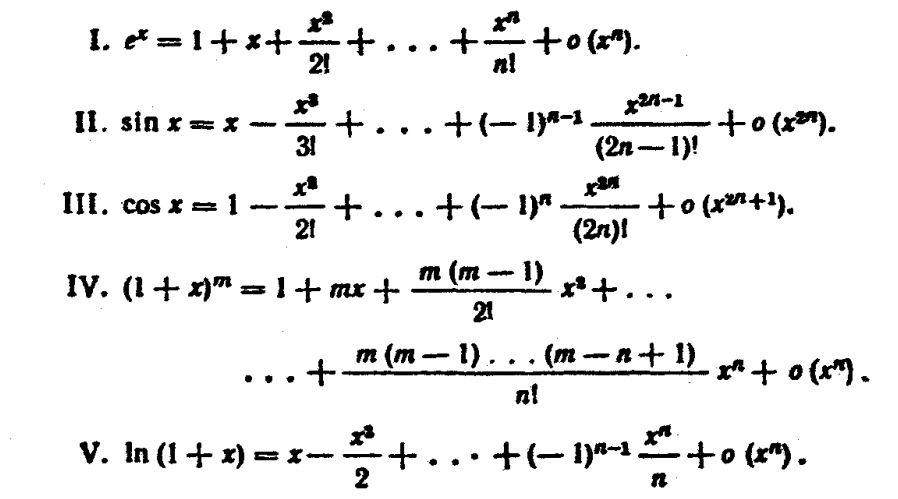 I. e^x = 1 + x + x^2/2! + ... + x^n/n! + o (x^n).
II. sin x = x − x^3/3! + ... + (− 1)^{n−1} x^{2n−1}/(2n − 1)! + o (x^{2n}).
III. cos x = 1 − x^2/2! + ... + (− 1)^n x^{2n}/(2n)! + o (x^{2n+1}).
IV. (1 + x)^m = 1 + mx + m (m − 1)/2! x^2 + ...
... + m (m − 1) ... (m − n + 1)/n! x^n + o (x^n).
V. ln (1 + x) = x − x^2/2 + ... + (− 1)^{n−1} x^n/n + o (x^n).